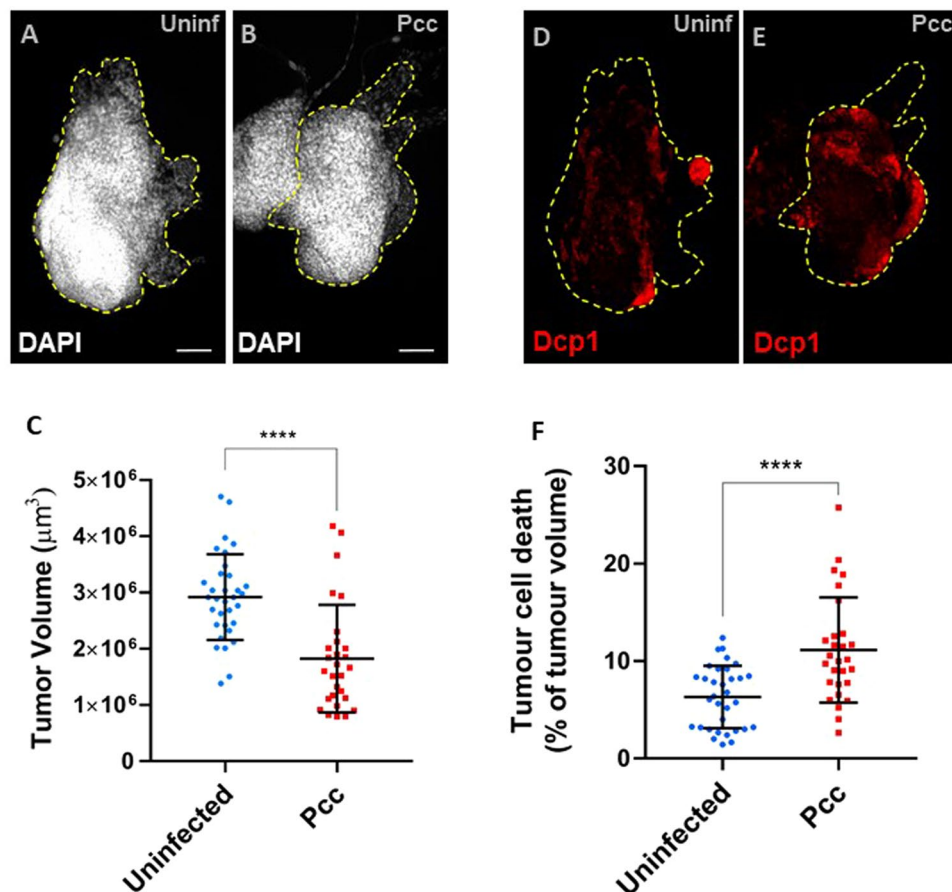 A Uninf
B Pcc
DAPI
DAPI
D Uninf
E Pcc
Dcp1
Dcp1
C
****
Tumor Volume (µm³)
5×10⁶
4×10⁶
3×10⁶
2×10⁶
1×10⁶
0
Uninfected
Pcc
F
****
Tumour cell death
(% of tumour volume)
30
20
10
0
Uninfected
Pcc